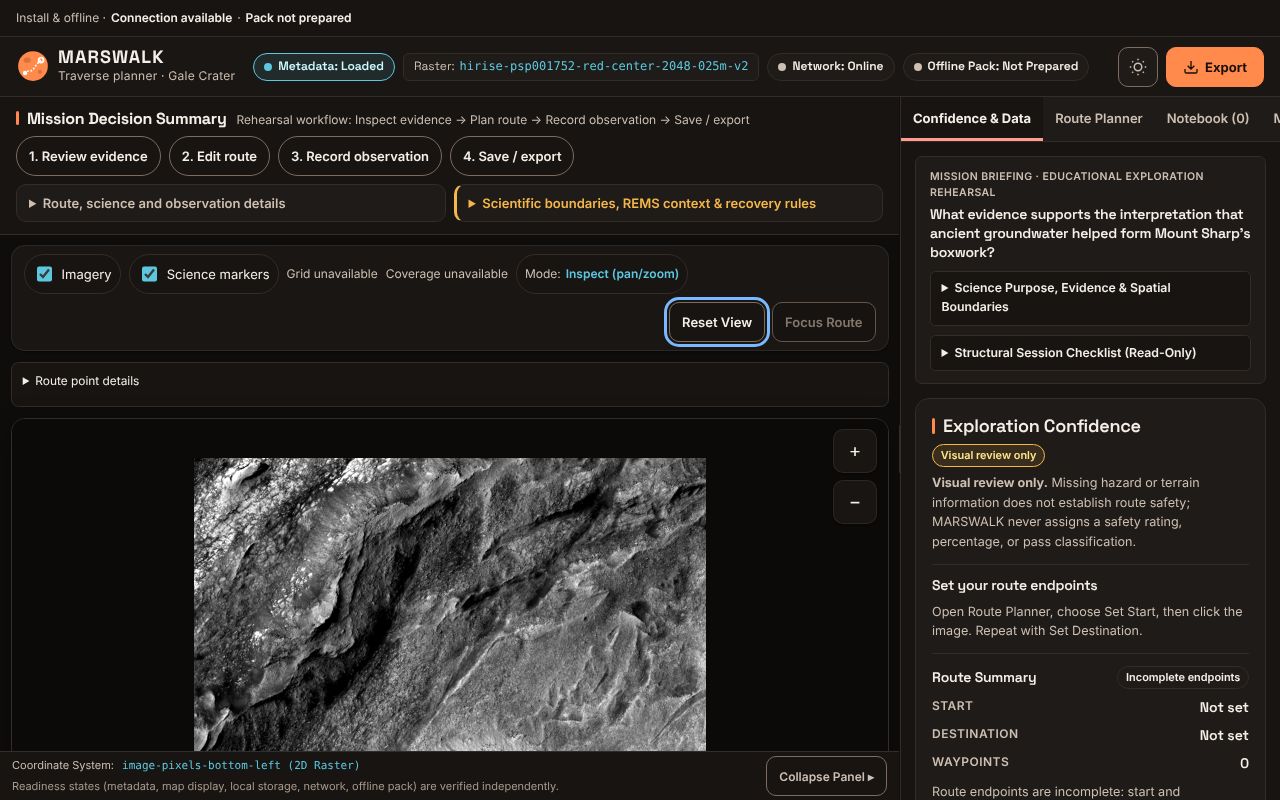 Install & offline · Connection available · Pack not prepared
MARSWALK
Traverse planner · Gale Crater
Metadata: Loaded
Raster: hirise-psp001752-red-center-2048-025m-v2
Network: Online
Offline Pack: Not Prepared
Export
Mission Decision Summary
Rehearsal workflow: Inspect evidence → Plan route → Record observation → Save / export
1. Review evidence
2. Edit route
3. Record observation
4. Save / export
▶ Route, science and observation details
▶ Scientific boundaries, REMS context & recovery rules
Imagery
Science markers
Grid unavailable
Coverage unavailable
Mode: Inspect (pan/zoom)
Reset View
Focus Route
▶ Route point details
+
−
Coordinate System: image-pixels-bottom-left (2D Raster)
Readiness states (metadata, map display, local storage, network, offline pack) are verified independently.
Collapse Panel ▸
Confidence & Data
Route Planner
Notebook (0)
MISSION BRIEFING · EDUCATIONAL EXPLORATION
REHEARSAL
What evidence supports the interpretation that
ancient groundwater helped form Mount Sharp's
boxwork?
▶ Science Purpose, Evidence & Spatial
Boundaries
▶ Structural Session Checklist (Read-Only)
Exploration Confidence
Visual review only
Visual review only. Missing hazard or terrain
information does not establish route safety;
MARSWALK never assigns a safety rating,
percentage, or pass classification.
Set your route endpoints
Open Route Planner, choose Set Start, then click the
image. Repeat with Set Destination.
Route Summary
Incomplete endpoints
START Not set
DESTINATION Not set
WAYPOINTS 0
Route endpoints are incomplete: start and